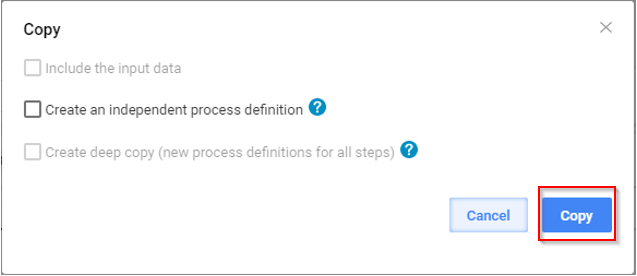 Copy
Include the input data
Create an independent process definition ?
Create deep copy (new process definitions for all steps) ?
Cancel Copy